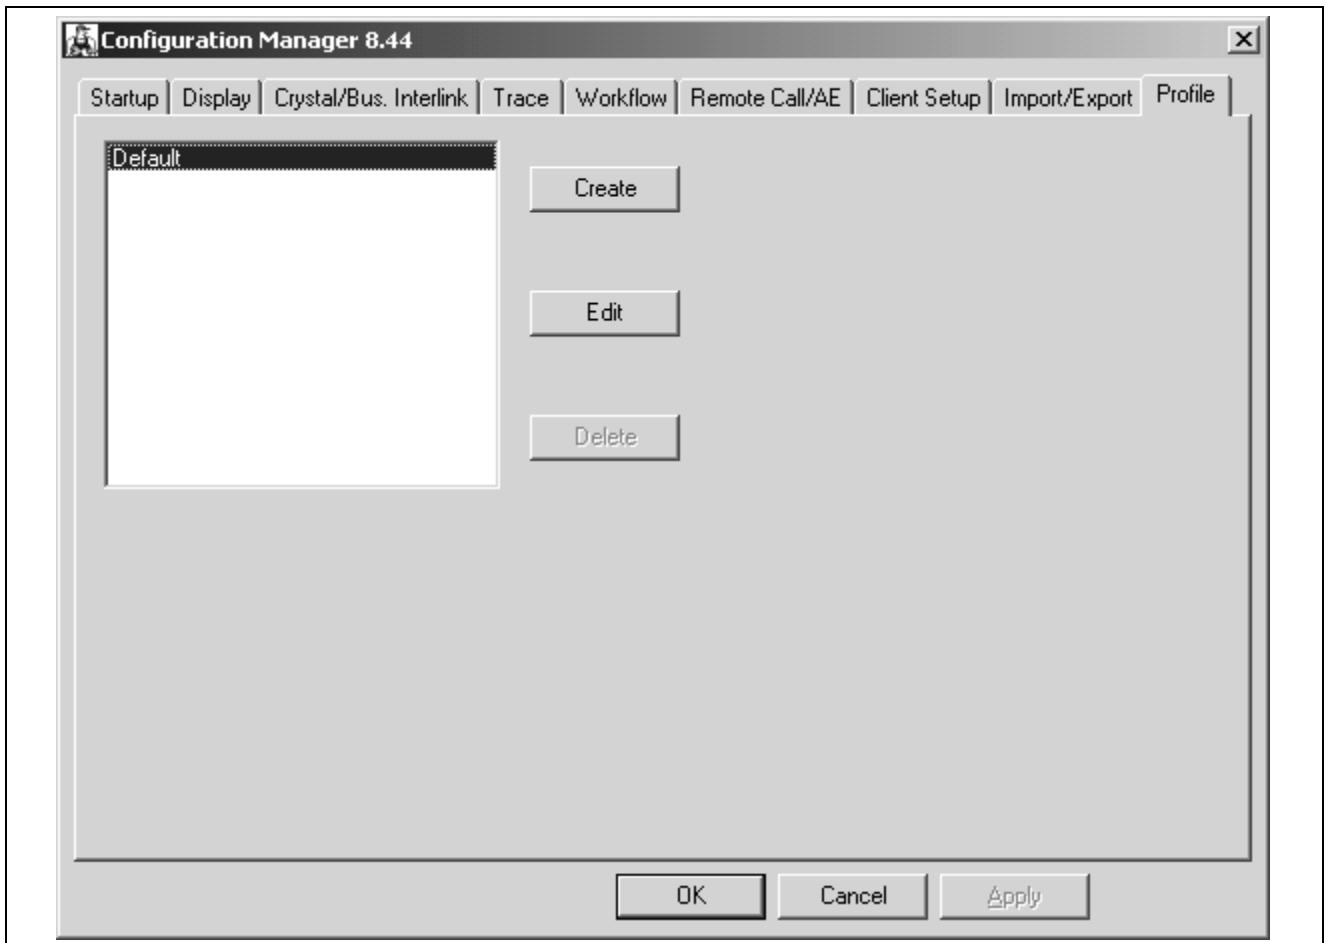 Configuration Manager 8.44
Startup Display Crystal/Bus. Interlink Trace Workflow Remote Call/AE Client Setup Import/Export Profile
Default
Create
Edit
Delete
OK Cancel Apply